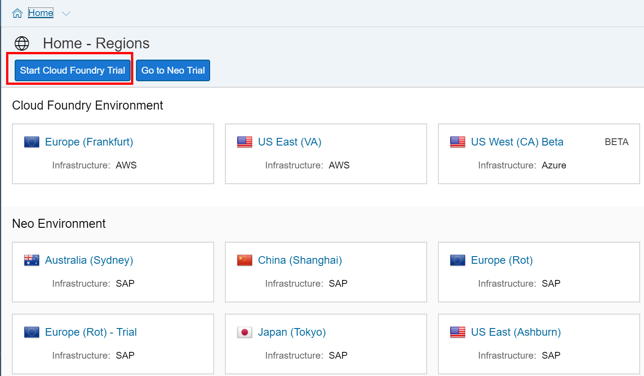 Home
Home - Regions
Start Cloud Foundry Trial Go to Neo Trial
Cloud Foundry Environment
Europe (Frankfurt) US East (VA) US West (CA) Beta BETA
Infrastructure: AWS Infrastructure: AWS Infrastructure: Azure
Neo Environment
Australia (Sydney) China (Shanghai) Europe (Rot)
Infrastructure: SAP Infrastructure: SAP Infrastructure: SAP
Europe (Rot) - Trial Japan (Tokyo) US East (Ashburn)
Infrastructure: SAP Infrastructure: SAP Infrastructure: SAP